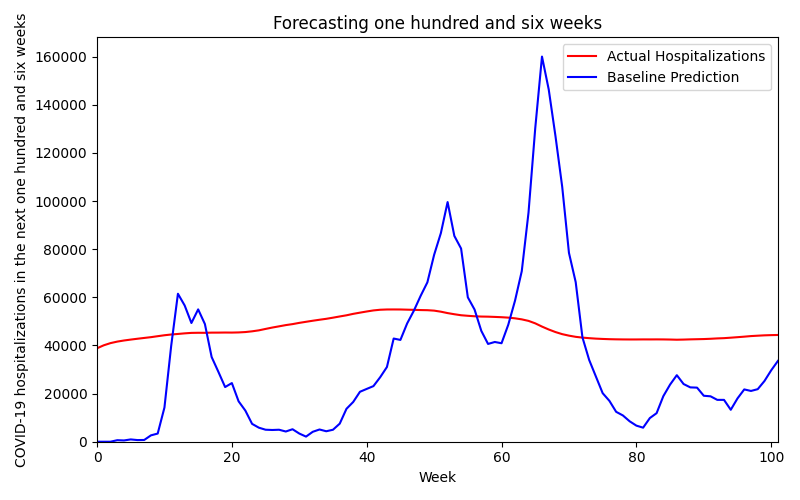 Forecasting one hundred and six weeks
Actual Hospitalizations
Baseline Prediction
COVID-19 hospitalizations in the next one hundred and six weeks
160000
140000
120000
100000
80000
60000
40000
20000
0
0 20 40 60 80 100
Week